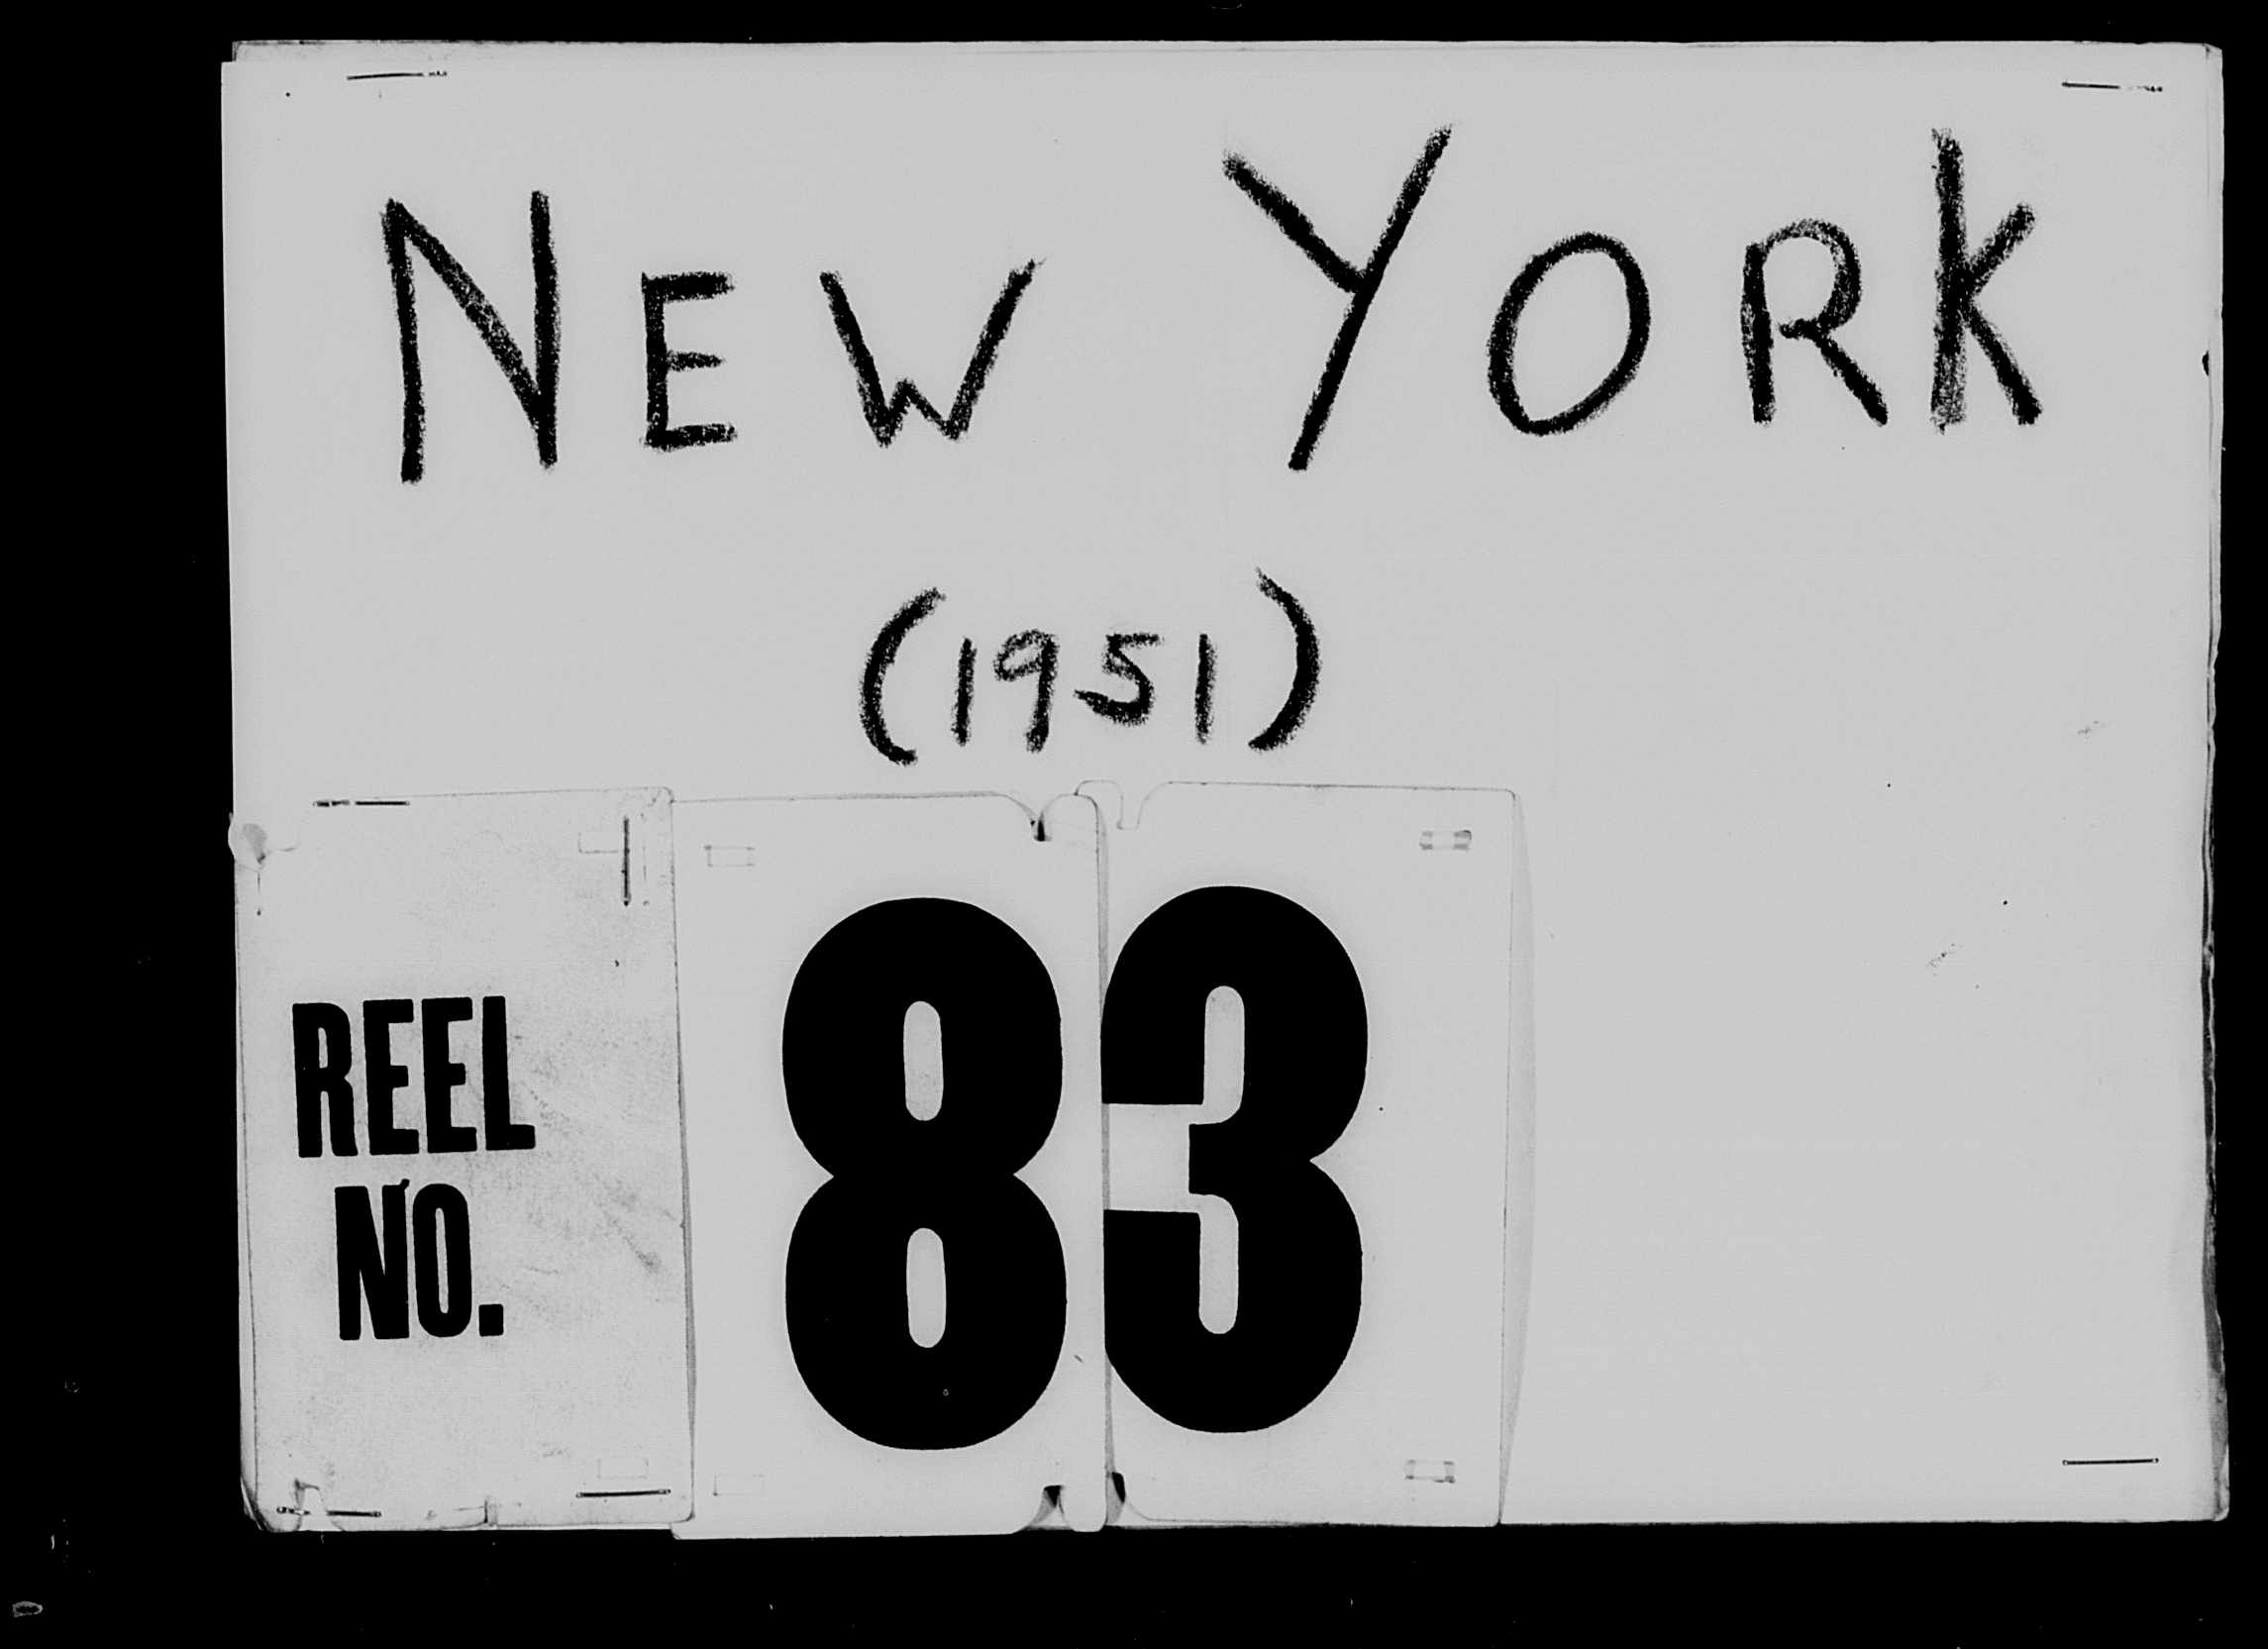 NEW YORK
(1951)
REEL
NO.
83